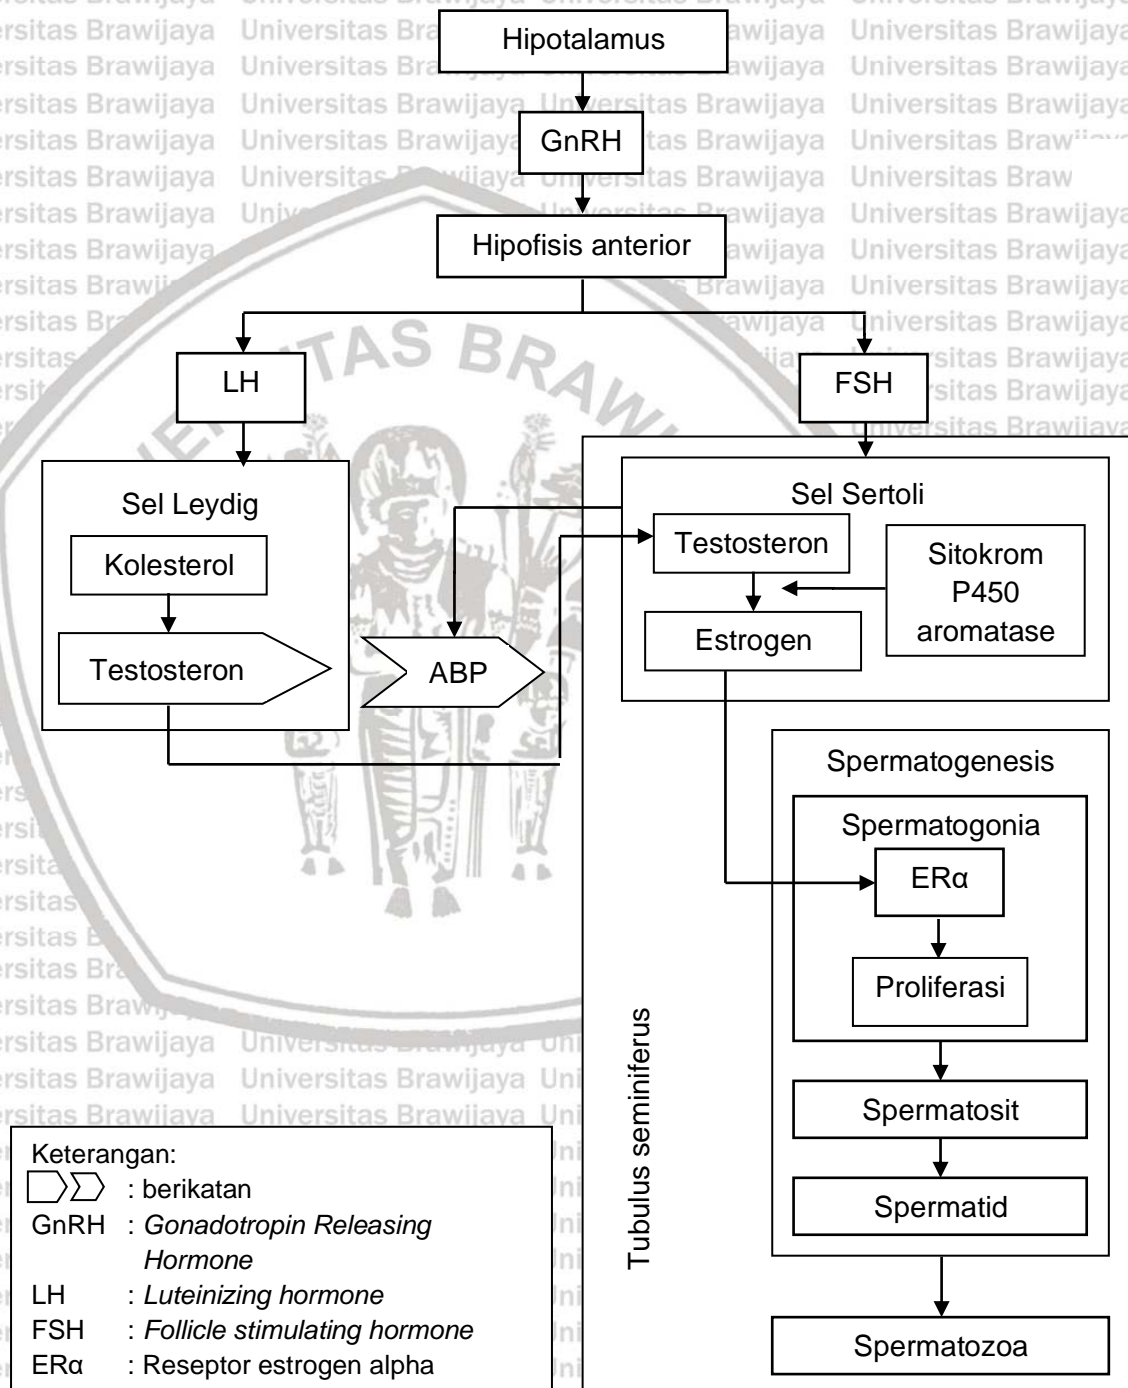 Hipotalamus
GnRH
Hipofisis anterior
LH
FSH
Sel Leydig
Kolesterol
Testosteron
ABP
Sel Sertoli
Testosteron
Estrogen
Sitokrom
P450
aromatase
Spermatogenesis
Spermatogonia
ERα
Proliferasi
Spermatosit
Spermatid
Spermatozoa
Tubulus seminiferus
Keterangan:
: berikatan
GnRH : Gonadotropin Releasing
Hormone
LH : Luteinizing hormone
FSH : Follicle stimulating hormone
ERα : Reseptor estrogen alpha